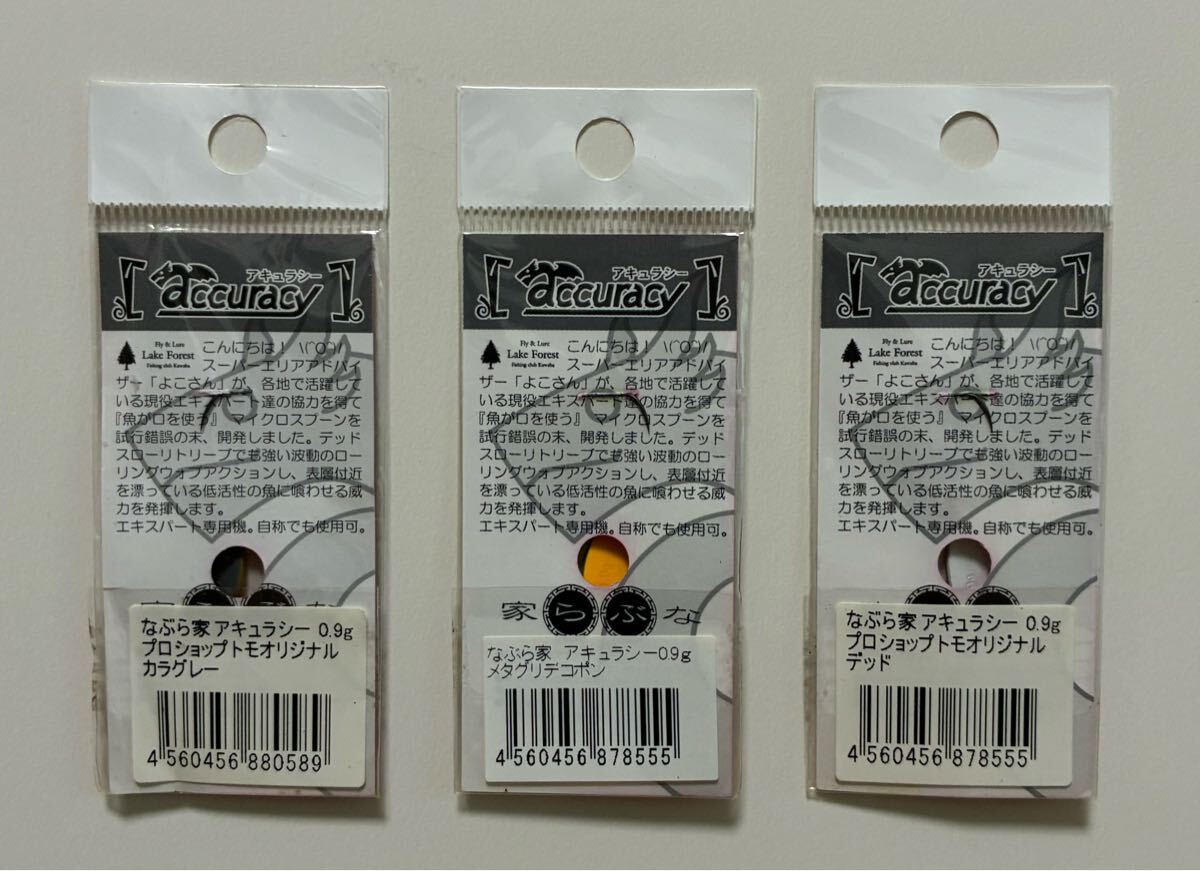 アキュラシー
【accuracy】
Fly & Lure
Lake Forest
Fishing club Kawaba
こんにちは！ \(^O^)/
スーパーエリアアドバイ
ザー「よこさん」が、各地で活躍して
いる現役エキスパート達の協力を得て
『魚が口を使う』マイクロスプーンを
試行錯誤の末、開発しました。デッド
スローリトリーブでも強い波動のロー
リングウォブアクションし、表層付近
を漂っている低活性の魚に喰わせる威
力を発揮します。
エキスパート専用機。自称でも使用可。
なぶら家 アキュラシー 0.9g
プロショップトモオリジナル
カラグレー
4 560456 880589
アキュラシー
【accuracy】
Fly & Lure
Lake Forest
Fishing club Kawaba
こんにちは！ \(^O^)/
スーパーエリアアドバイ
ザー「よこさん」が、各地で活躍して
いる現役エキスパート達の協力を得て
『魚が口を使う』マイクロスプーンを
試行錯誤の末、開発しました。デッド
スローリトリーブでも強い波動のロー
リングウォブアクションし、表層付近
を漂っている低活性の魚に喰わせる威
力を発揮します。
エキスパート専用機。自称でも使用可。
家らぶな
なぶら家 アキュラシー0.9g
メタグリデコポン
4 560456 878555
アキュラシー
【accuracy】
Fly & Lure
Lake Forest
Fishing club Kawaba
こんにちは！ \(^O^)/
スーパーエリアアドバイ
ザー「よこさん」が、各地で活躍して
いる現役エキスパート達の協力を得て
『魚が口を使う』マイクロスプーンを
試行錯誤の末、開発しました。デッド
スローリトリーブでも強い波動のロー
リングウォブアクションし、表層付近
を漂っている低活性の魚に喰わせる威
力を発揮します。
エキスパート専用機。自称でも使用可。
なぶら家 アキュラシー 0.9g
プロショップトモオリジナル
デッド
4 560456 878555